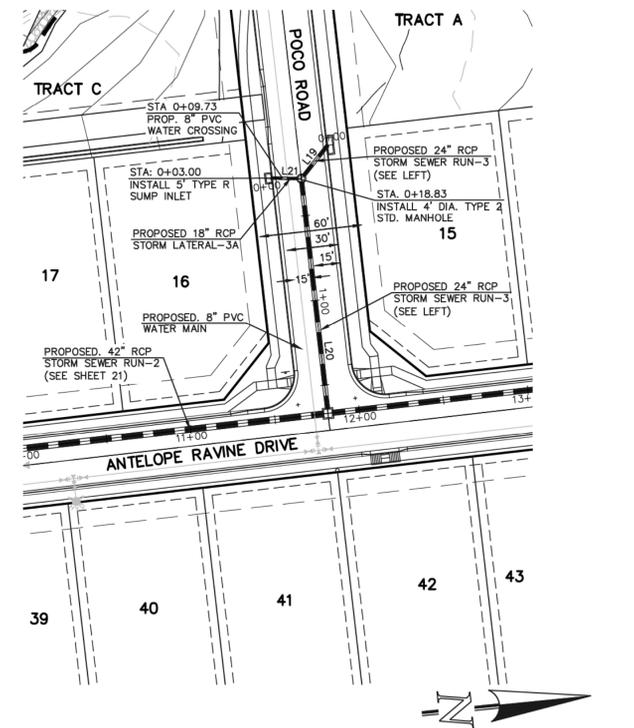 TRACT A
TRACT C
POCO ROAD
STA 0+09.73
PROP. 8" PVC
WATER CROSSING
0+00
L19
PROPOSED 24" RCP
STORM SEWER RUN-3
(SEE LEFT)
STA: 0+03.00
INSTALL 5' TYPE R
SUMP INLET
L21
0+00
STA. 0+18.83
INSTALL 4' DIA. TYPE 2
STD. MANHOLE
PROPOSED 18" RCP
STORM LATERAL-3A
60'
30'
15'
15'
15
17
16
1+00
PROPOSED 24" RCP
STORM SEWER RUN-3
(SEE LEFT)
PROPOSED. 8" PVC
WATER MAIN
L20
PROPOSED. 42" RCP
STORM SEWER RUN-2
(SEE SHEET 21)
11+00
12+00
13+
00
ANTELOPE RAVINE DRIVE
39
40
41
42
43
N